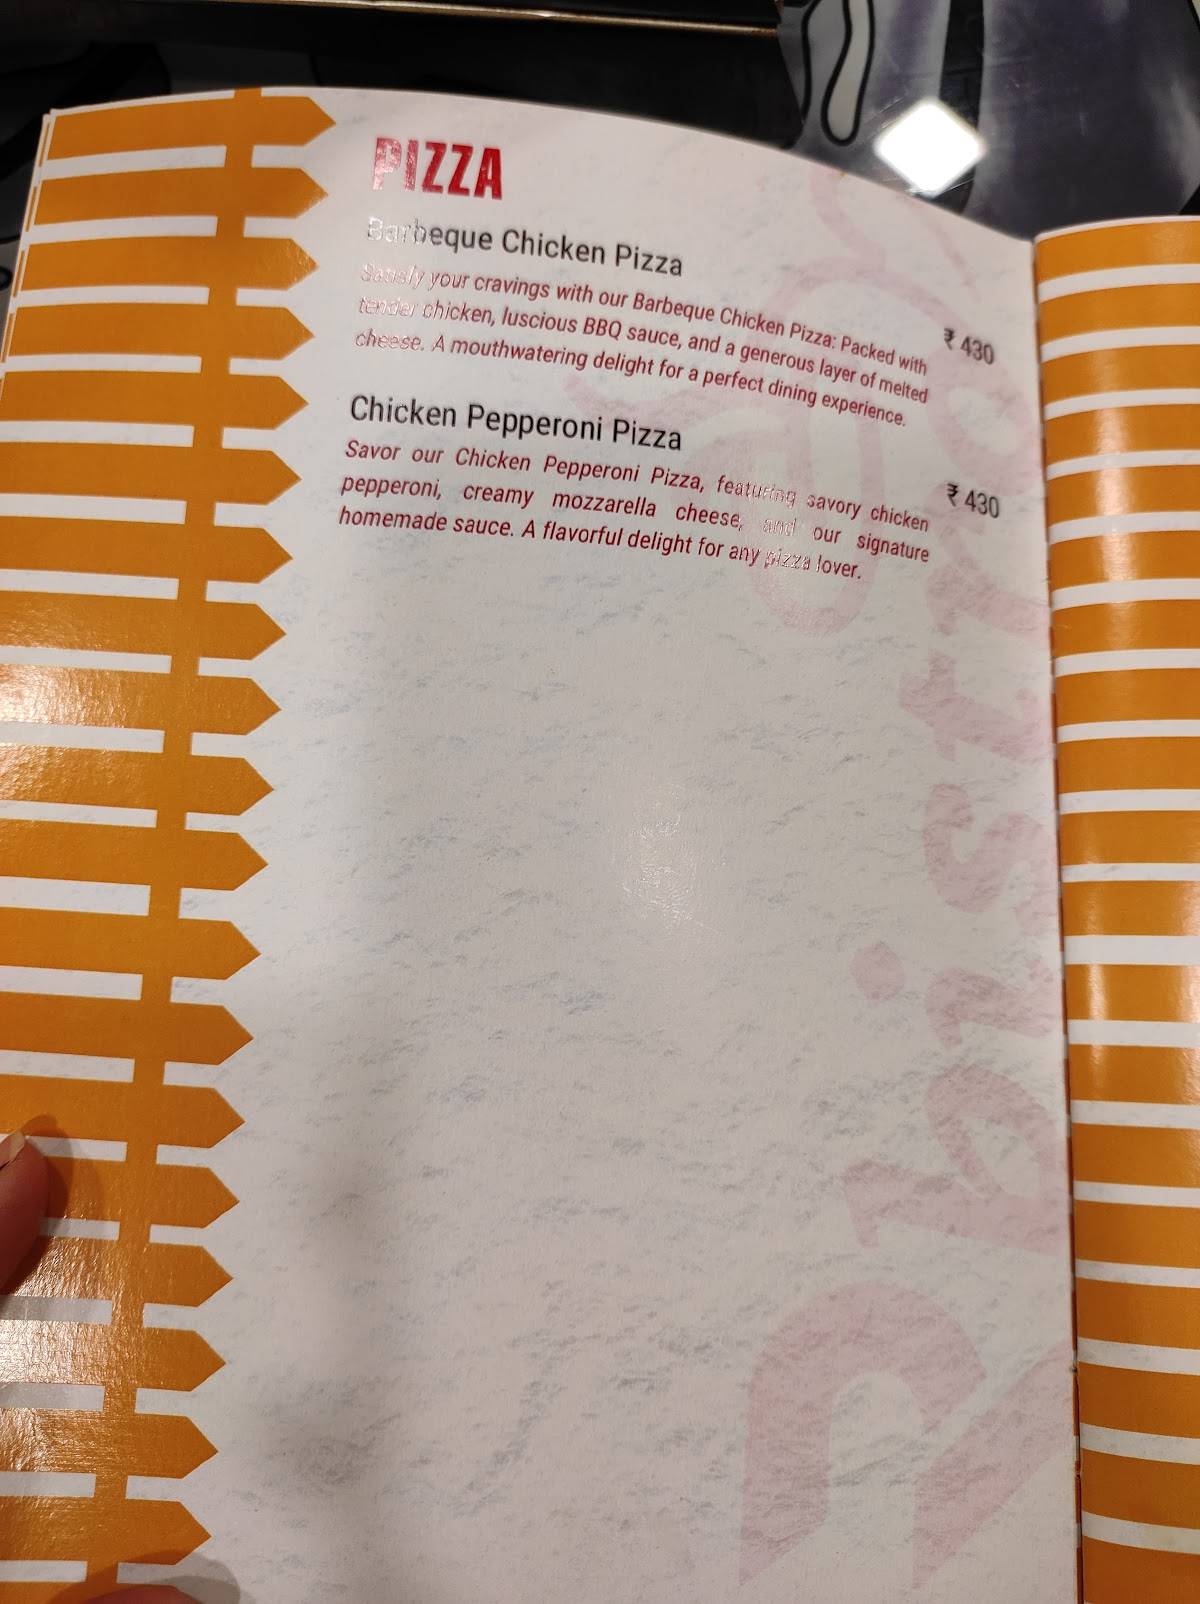 PIZZA
Barbeque Chicken Pizza
Satisfy your cravings with our Barbeque Chicken Pizza: Packed with
tender chicken, luscious BBQ sauce, and a generous layer of melted
cheese. A mouthwatering delight for a perfect dining experience.
₹ 430
Chicken Pepperoni Pizza
Savor our Chicken Pepperoni Pizza, featuring savory chicken
pepperoni, creamy mozzarella cheese, and our signature
homemade sauce. A flavorful delight for any pizza lover.
₹ 430
bistro